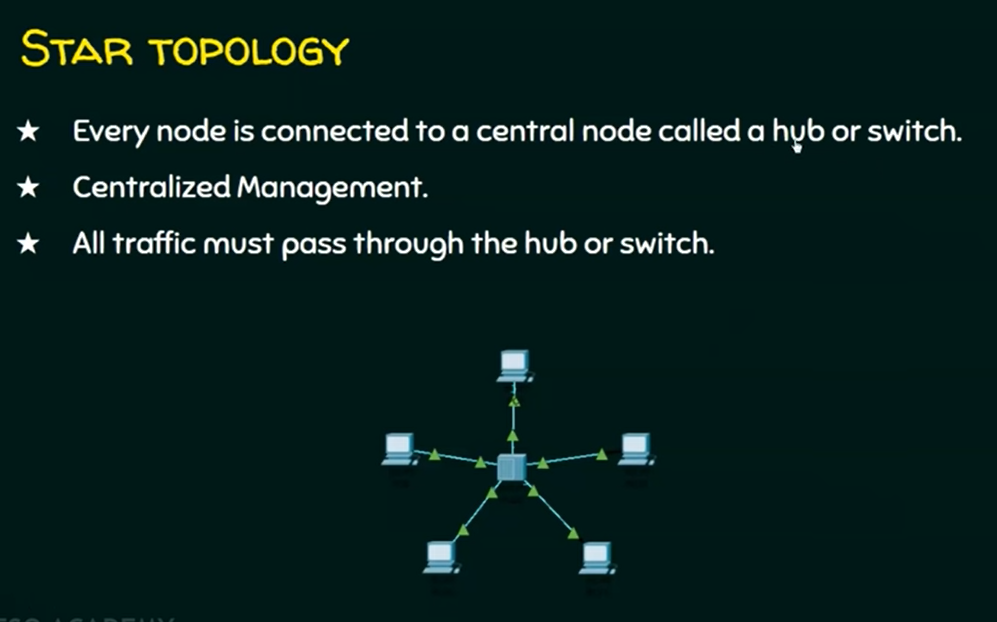 STAR TOPOLOGY
★ Every node is connected to a central node called a hub or switch.
★ Centralized Management.
★ All traffic must pass through the hub or switch.